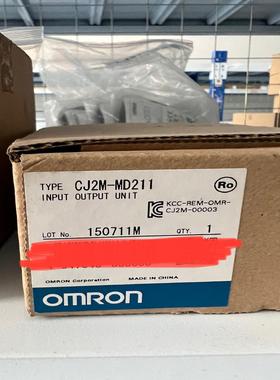 TYPE CJ2M-MD211
INPUT OUTPUT UNIT
Ro
KCC-REM-OMR-
CJ2M-00003
LOT No. 150711M QTY. 1
OMRON
OMRON Corporation MADE IN CHINA